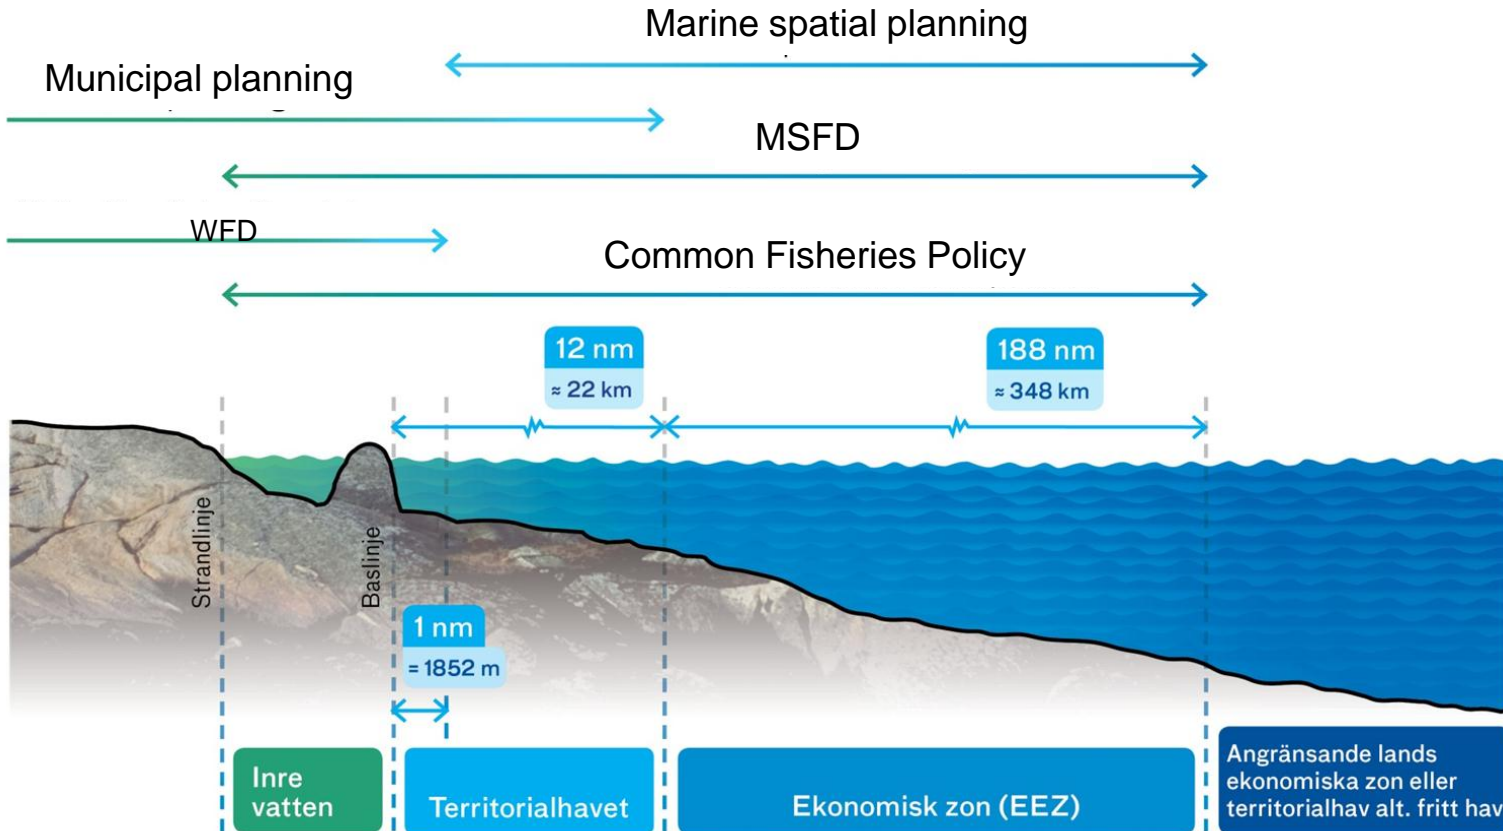 Marine spatial planning
Municipal planning
MSFD
WFD
Common Fisheries Policy
12 nm
≈ 22 km
188 nm
≈ 348 km
Strandlinje
Baslinje
1 nm
= 1852 m
Inre
vatten
Territorialhavet
Ekonomisk zon (EEZ)
Angränsande lands
ekonomiska zon eller
territorialhav alt. fritt hav